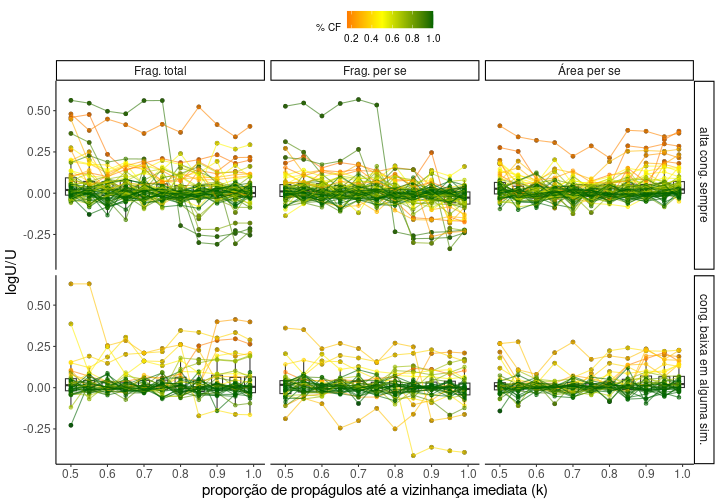 % CF
0.2 0.4 0.6 0.8 1.0
Frag. total
Frag. per se
Área per se
logU/U
0.50
0.25
0.00
-0.25
alta cong. sempre
0.50
0.25
0.00
-0.25
cong. baixa em alguma sim.
0.5 0.6 0.7 0.8 0.9 1.0
0.5 0.6 0.7 0.8 0.9 1.0
0.5 0.6 0.7 0.8 0.9 1.0
proporção de propágulos até a vizinhança imediata (k)